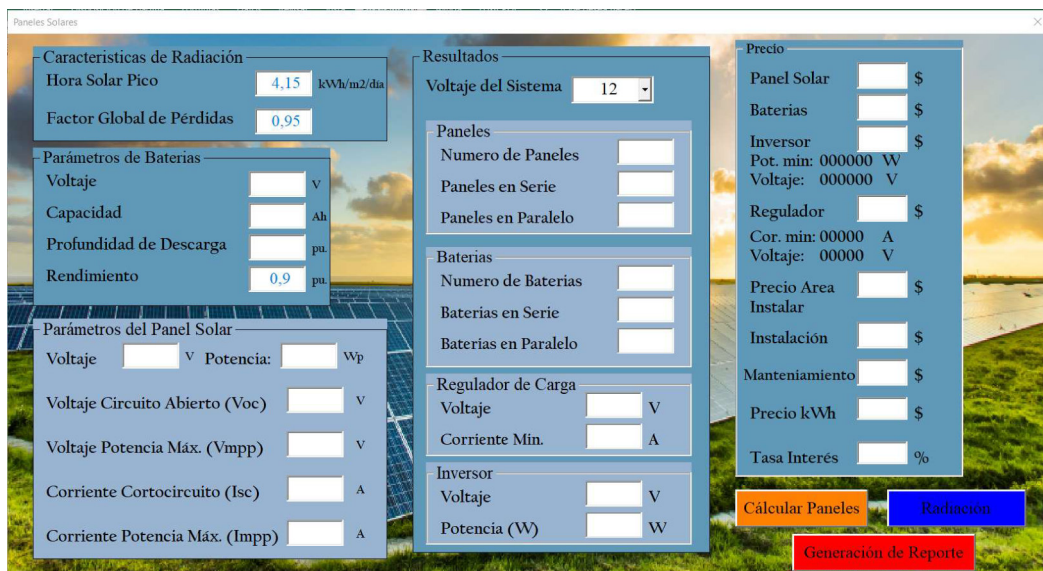 Paneles Solares
Caracteristicas de Radiación
Hora Solar Pico 4,15 kWh/m2/día
Factor Global de Pérdidas 0,95
Parámetros de Baterias
Voltaje V
Capacidad Ah
Profundidad de Descarga pu.
Rendimiento 0,9 pu.
Parámetros del Panel Solar
Voltaje V Potencia: Wp
Voltaje Circuito Abierto (Voc) V
Voltaje Potencia Máx. (Vmpp) V
Corriente Cortocircuito (Isc) A
Corriente Potencia Máx. (Impp) A
Resultados
Voltaje del Sistema 12
Paneles
Numero de Paneles
Paneles en Serie
Paneles en Paralelo
Baterias
Numero de Baterias
Baterias en Serie
Baterias en Paralelo
Regulador de Carga
Voltaje V
Corriente Min. A
Inversor
Voltaje V
Potencia (W) W
Precio
Panel Solar $
Baterias $
Inversor $
Pot. min: 000000 W
Voltaje: 000000 V
Regulador $
Cor. min: 00000 A
Voltaje: 00000 V
Precio Area $
Instalar
Instalación $
Manteniamiento $
Precio kWh $
Tasa Interés %
Cálcular Paneles
Radiación
Generación de Reporte